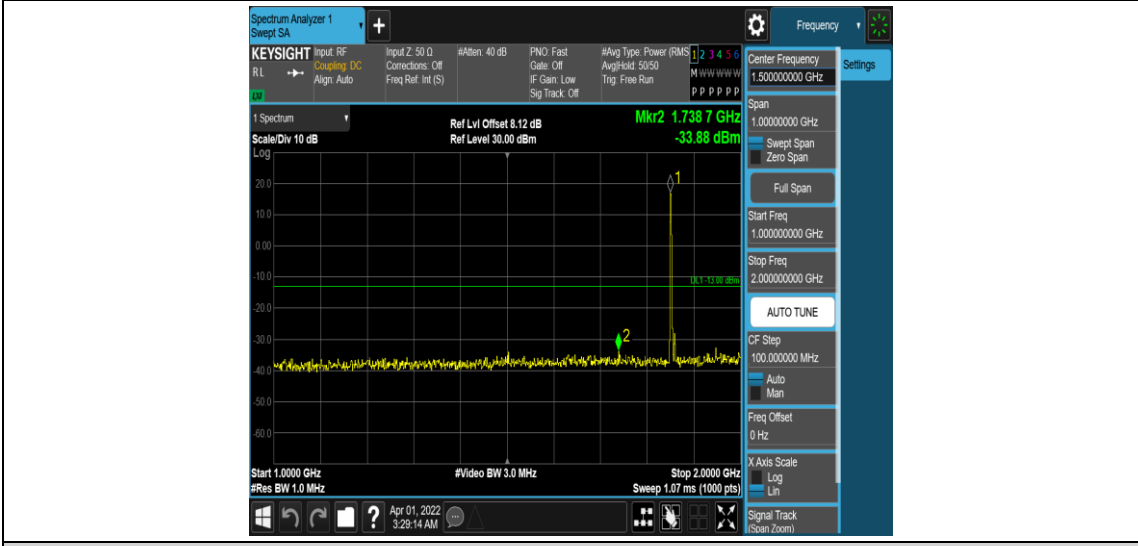 Spectrum Analyzer 1
Swept SA
+
Frequency
KEYSIGHT
RL
Input: RF
Coupling: DC
Align: Auto
Input Z: 50 Ω
Corrections: Off
Freq Ref: Int (S)
#Atten: 40 dB
PNO: Fast
Gate: Off
IF Gain: Low
Sig Track: Off
#Avg Type: Power (RMS
Avg|Hold: 50/50
Trig: Free Run
1 2 3 4 5 6
M W W W W W
P P P P P P
Settings
1 Spectrum
Scale/Div 10 dB
Log
Ref Lvl Offset 8.12 dB
Ref Level 30.00 dBm
Mkr2 1.738 7 GHz
-33.88 dBm
20.0
10.0
0.00
-10.0
-20.0
-30.0
-40.0
-50.0
-60.0
1
2
DL1 -13.00 dBm
Start 1.0000 GHz
#Res BW 1.0 MHz
#Video BW 3.0 MHz
Stop 2.0000 GHz
Sweep 1.07 ms (1000 pts)
Center Frequency
1.500000000 GHz
Span
1.00000000 GHz
Swept Span
Zero Span
Full Span
Start Freq
1.000000000 GHz
Stop Freq
2.000000000 GHz
AUTO TUNE
CF Step
100.000000 MHz
Auto
Man
Freq Offset
0 Hz
X Axis Scale
Log
Lin
Signal Track
(Span Zoom)
?
Apr 01, 2022
3:29:14 AM